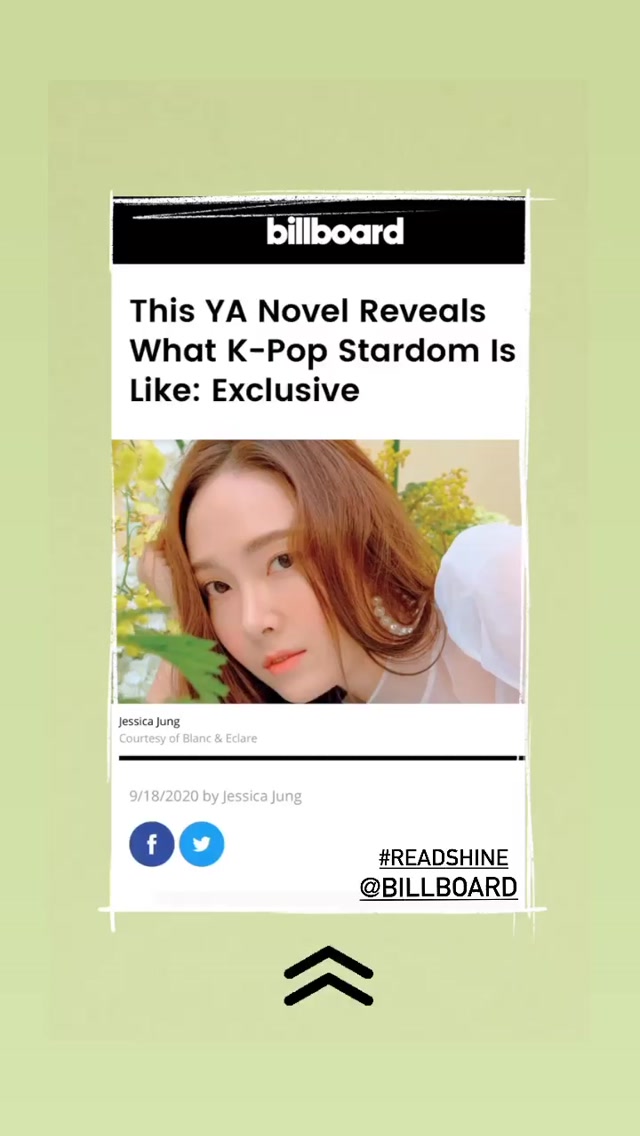 billboard
This YA Novel Reveals
What K-Pop Stardom Is
Like: Exclusive
Jessica Jung
Courtesy of Blanc & Eclare
9/18/2020 by Jessica Jung
#READSHINE
@BILLBOARD